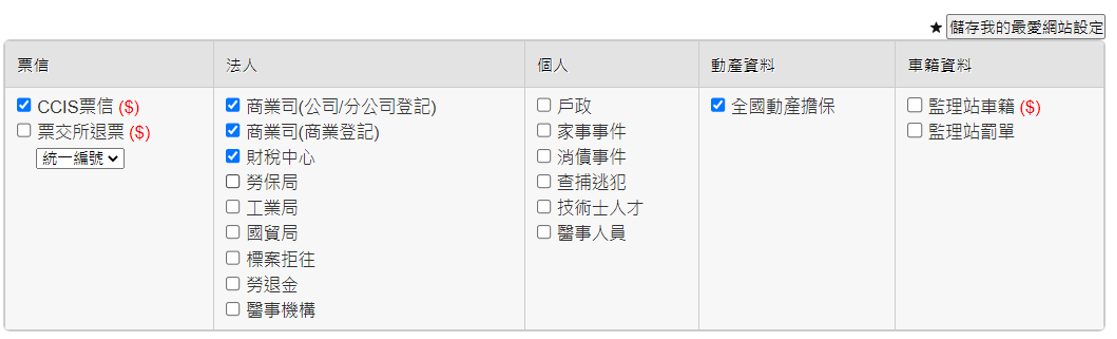 ★ 儲存我的最愛網站設定
票信
CCIS票信 ($)
票交所退票 ($)
統一編號
法人
商業司(公司/分公司登記)
商業司(商業登記)
財稅中心
勞保局
工業局
國貿局
標案拒往
勞退金
醫事機構
個人
戶政
家事事件
消債事件
查捕逃犯
技術士人才
醫事人員
動產資料
全國動產擔保
車籍資料
監理站車籍 ($)
監理站罰單